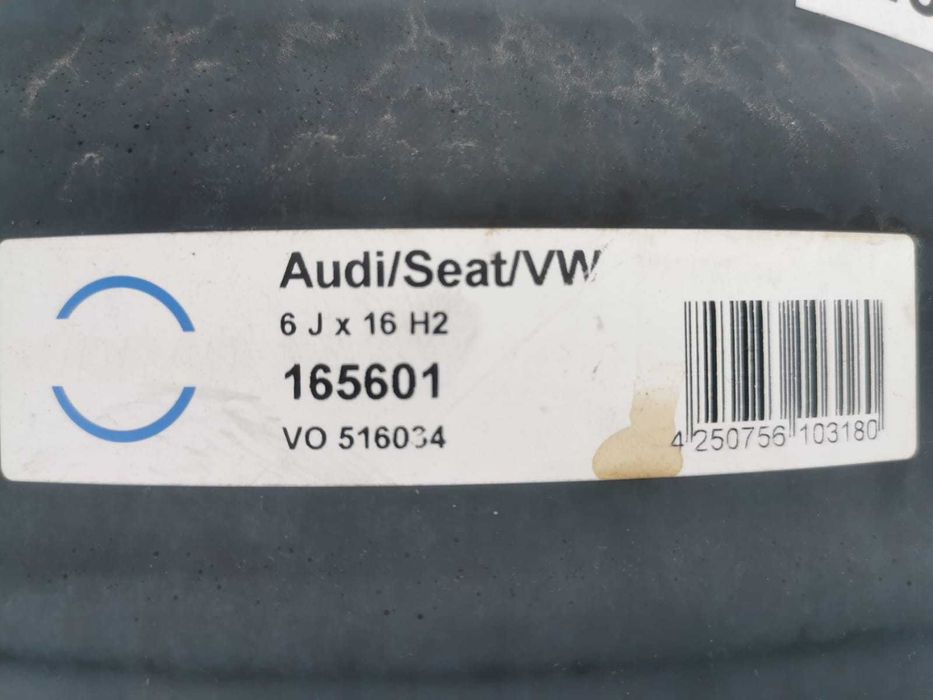 Audi/Seat/VW
6 J x 16 H2
165601
VO 516034
4 250756 103180